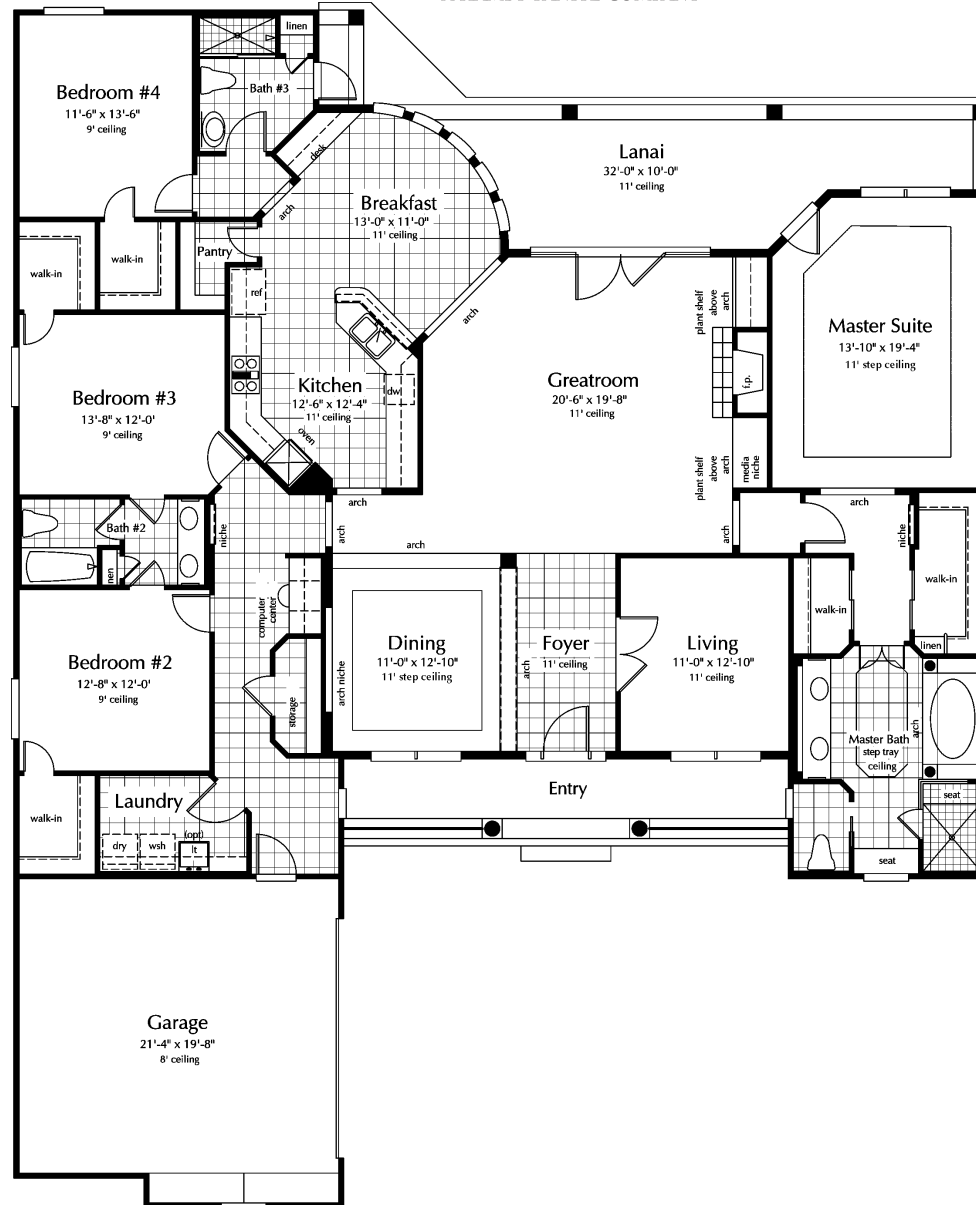 linen
Bedroom #4
11'-6" x 13'-6"
9' ceiling
Bath #3
desk
Lanai
32'-0" x 10'-0"
11' ceiling
Breakfast
13'-0" x 11'-0"
11' ceiling
arch
Pantry
walk-in
walk-in
ref
arch
plant shelf
above
arch
Master Suite
13'-10" x 19'-4"
11' step ceiling
Bedroom #3
13'-8" x 12'-0'
9' ceiling
Kitchen
12'-6" x 12'-4"
11' ceiling
dw
oven
Greatroom
20'-6" x 19'-8"
11' ceiling
f.p.
plant shelf
above
arch
media
niche
arch
arch
arch
arch
arch
niche
Bath #2
niche
nen
walk-in
walk-in
linen
computer
center
Dining
11'-0" x 12'-10"
11' step ceiling
arch niche
Foyer
11' ceiling
arch
Living
11'-0" x 12'-10"
11' ceiling
Bedroom #2
12'-8" x 12'-0'
9' ceiling
storage
Master Bath
step tray
ceiling
arch
seat
seat
Entry
walk-in
Laundry
(opt)
dry
wsh
lt
Garage
21'-4" x 19'-8"
8' ceiling